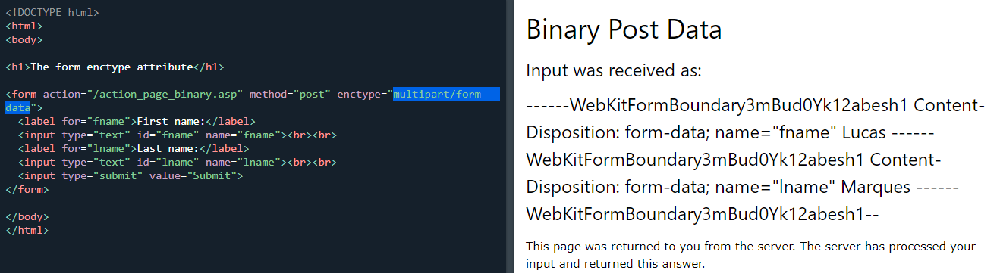 <!DOCTYPE html>
<html>
<body>
<h1>The form enctype attribute</h1>
<form action="/action_page_binary.asp" method="post" enctype="multipart/form-
data">
<label for="fname">First name:</label>
<input type="text" id="fname" name="fname"><br><br>
<label for="lname">Last name:</label>
<input type="text" id="lname" name="lname"><br><br>
<input type="submit" value="Submit">
</form>
</body>
</html>
Binary Post Data
Input was received as:
------WebKitFormBoundary3mBud0Yk12abesh1 Content-
Disposition: form-data; name="fname" Lucas ------
WebKitFormBoundary3mBud0Yk12abesh1 Content-
Disposition: form-data; name="lname" Marques ------
WebKitFormBoundary3mBud0Yk12abesh1--
This page was returned to you from the server. The server has processed your
input and returned this answer.